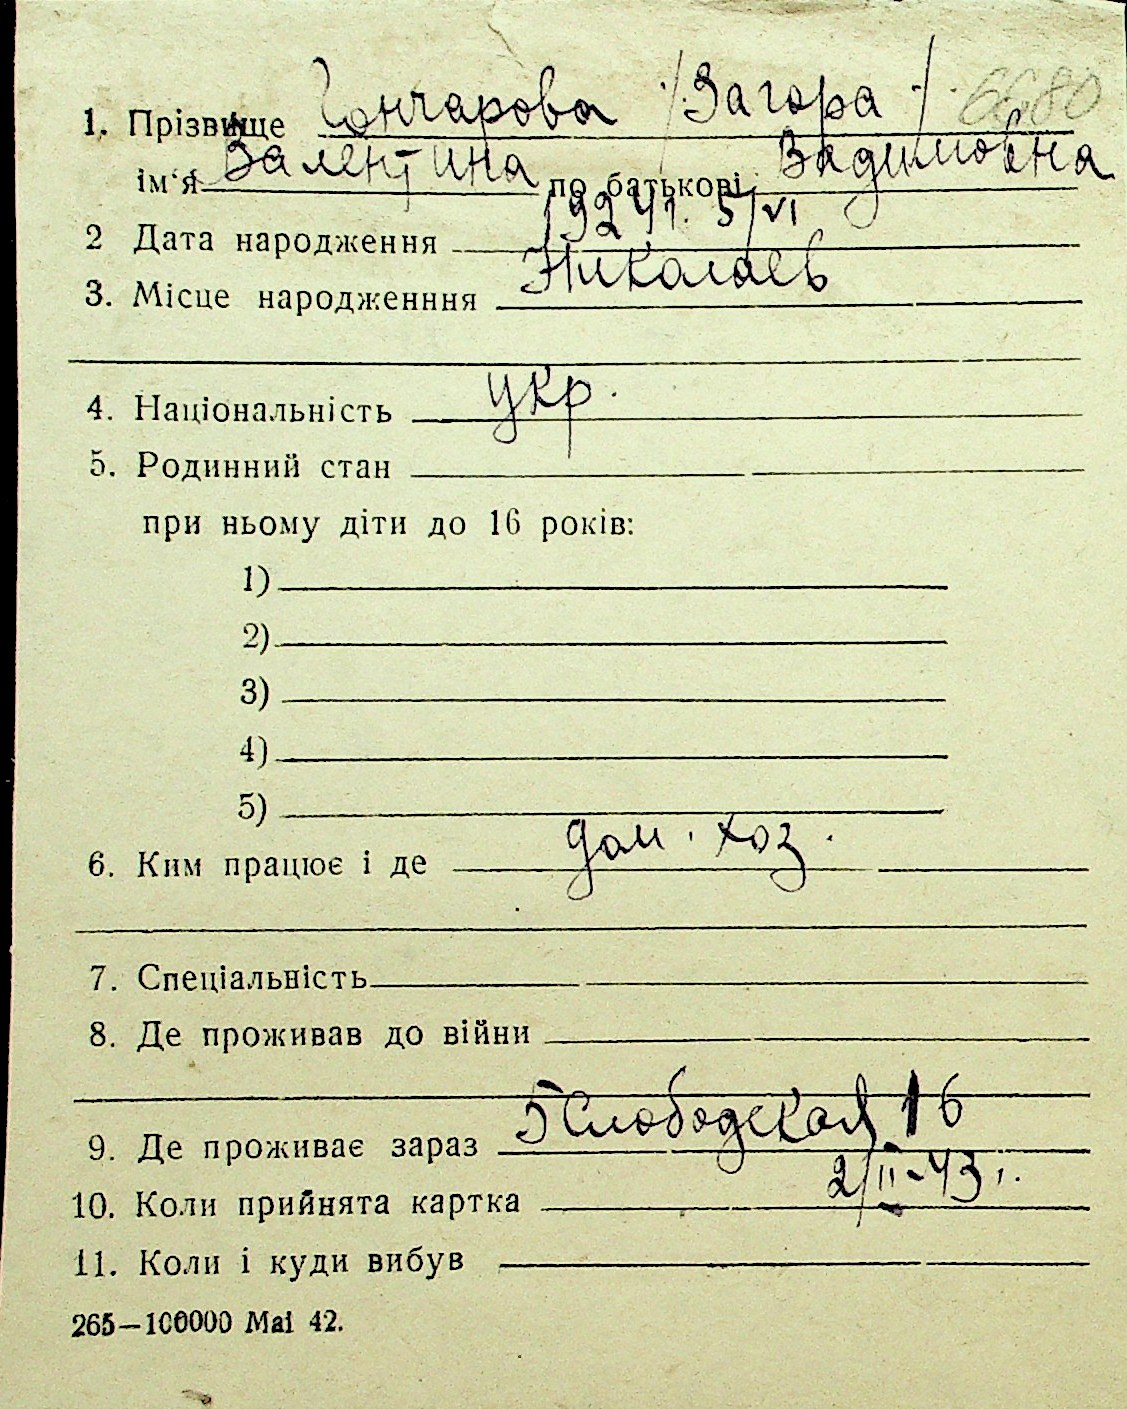 6680
1. Прізвище Гончарова /Загора/
ім'я Валентина по батькові Вадимовна
2 Дата народження 1924 г. 5/VI
3. Місце народженння Николаев
4. Національність укр.
5. Родинний стан
при ньому діти до 16 років:
1)
2)
3)
4)
5)
6. Ким працює і де дом. хоз.
7. Спеціальність
8. Де проживав до війни
9. Де проживає зараз 5 Слободская 16
10. Коли прийнята картка 2/II-43 г.
11. Коли і куди вибув
265—100000 Mai 42.